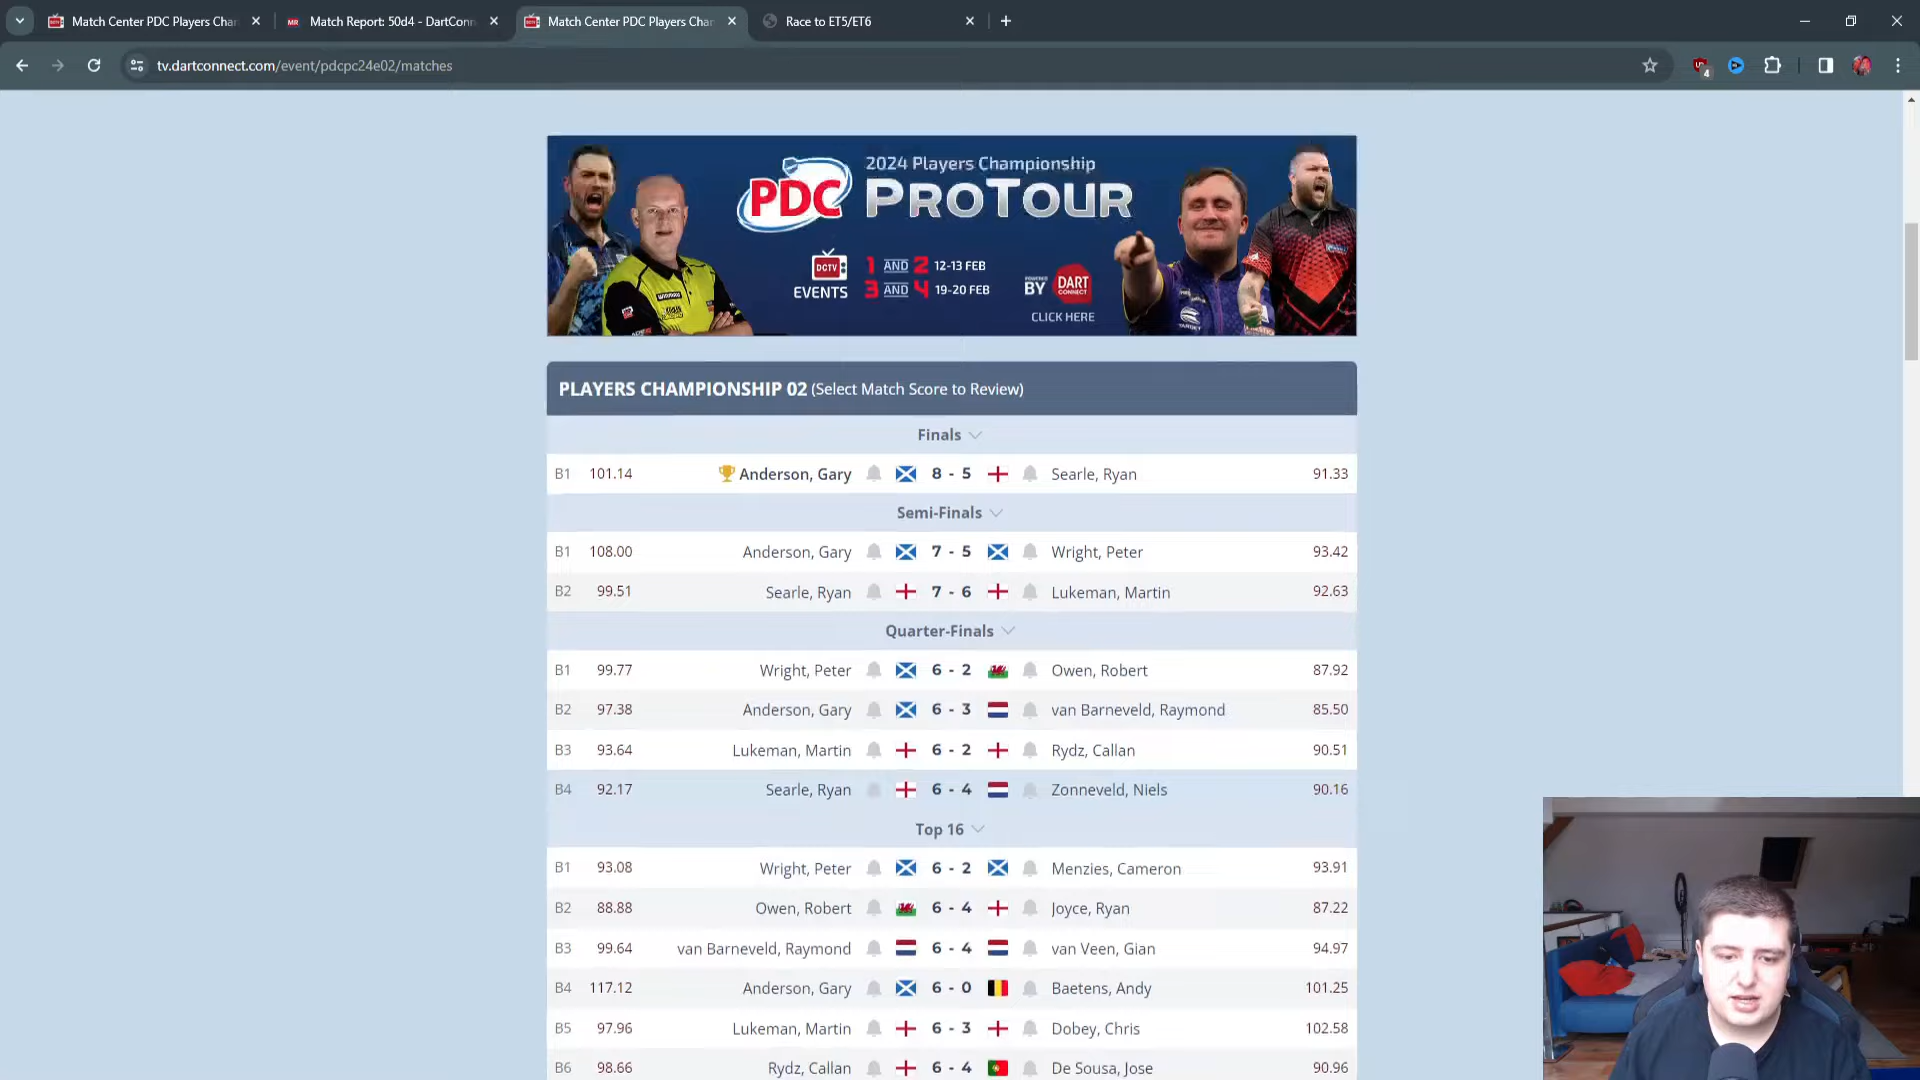 Match Center PDC Players Char
Match Report: 50d4 - DartConn
Match Center PDC Players Char
Race to ET5/ET6
tv.dartconnect.com/event/pdcpc24e02/matches
4
PDC
2024 Players Championship
PROTOUR
DCTV
EVENTS
1 AND 2 12-13 FEB
3 AND 4 19-20 FEB
POWERED BY DART CONNECT
CLICK HERE
PLAYERS CHAMPIONSHIP 02 (Select Match Score to Review)
Finals
B1 101.14 Anderson, Gary 8 - 5 Searle, Ryan 91.33
Semi-Finals
B1 108.00 Anderson, Gary 7 - 5 Wright, Peter 93.42
B2 99.51 Searle, Ryan 7 - 6 Lukeman, Martin 92.63
Quarter-Finals
B1 99.77 Wright, Peter 6 - 2 Owen, Robert 87.92
B2 97.38 Anderson, Gary 6 - 3 van Barneveld, Raymond 85.50
B3 93.64 Lukeman, Martin 6 - 2 Rydz, Callan 90.51
B4 92.17 Searle, Ryan 6 - 4 Zonneveld, Niels 90.16
Top 16
B1 93.08 Wright, Peter 6 - 2 Menzies, Cameron 93.91
B2 88.88 Owen, Robert 6 - 4 Joyce, Ryan 87.22
B3 99.64 van Barneveld, Raymond 6 - 4 van Veen, Gian 94.97
B4 117.12 Anderson, Gary 6 - 0 Baetens, Andy 101.25
B5 97.96 Lukeman, Martin 6 - 3 Dobey, Chris 102.58
B6 98.66 Rydz, Callan 6 - 4 De Sousa, Jose 90.96